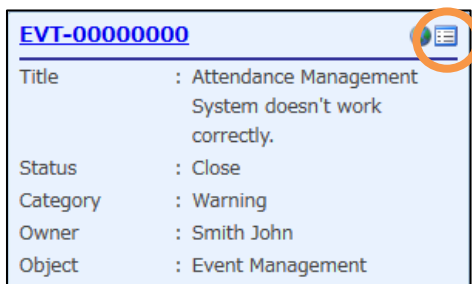 EVT-00000000
Title : Attendance Management
System doesn't work
correctly.
Status : Close
Category : Warning
Owner : Smith John
Object : Event Management